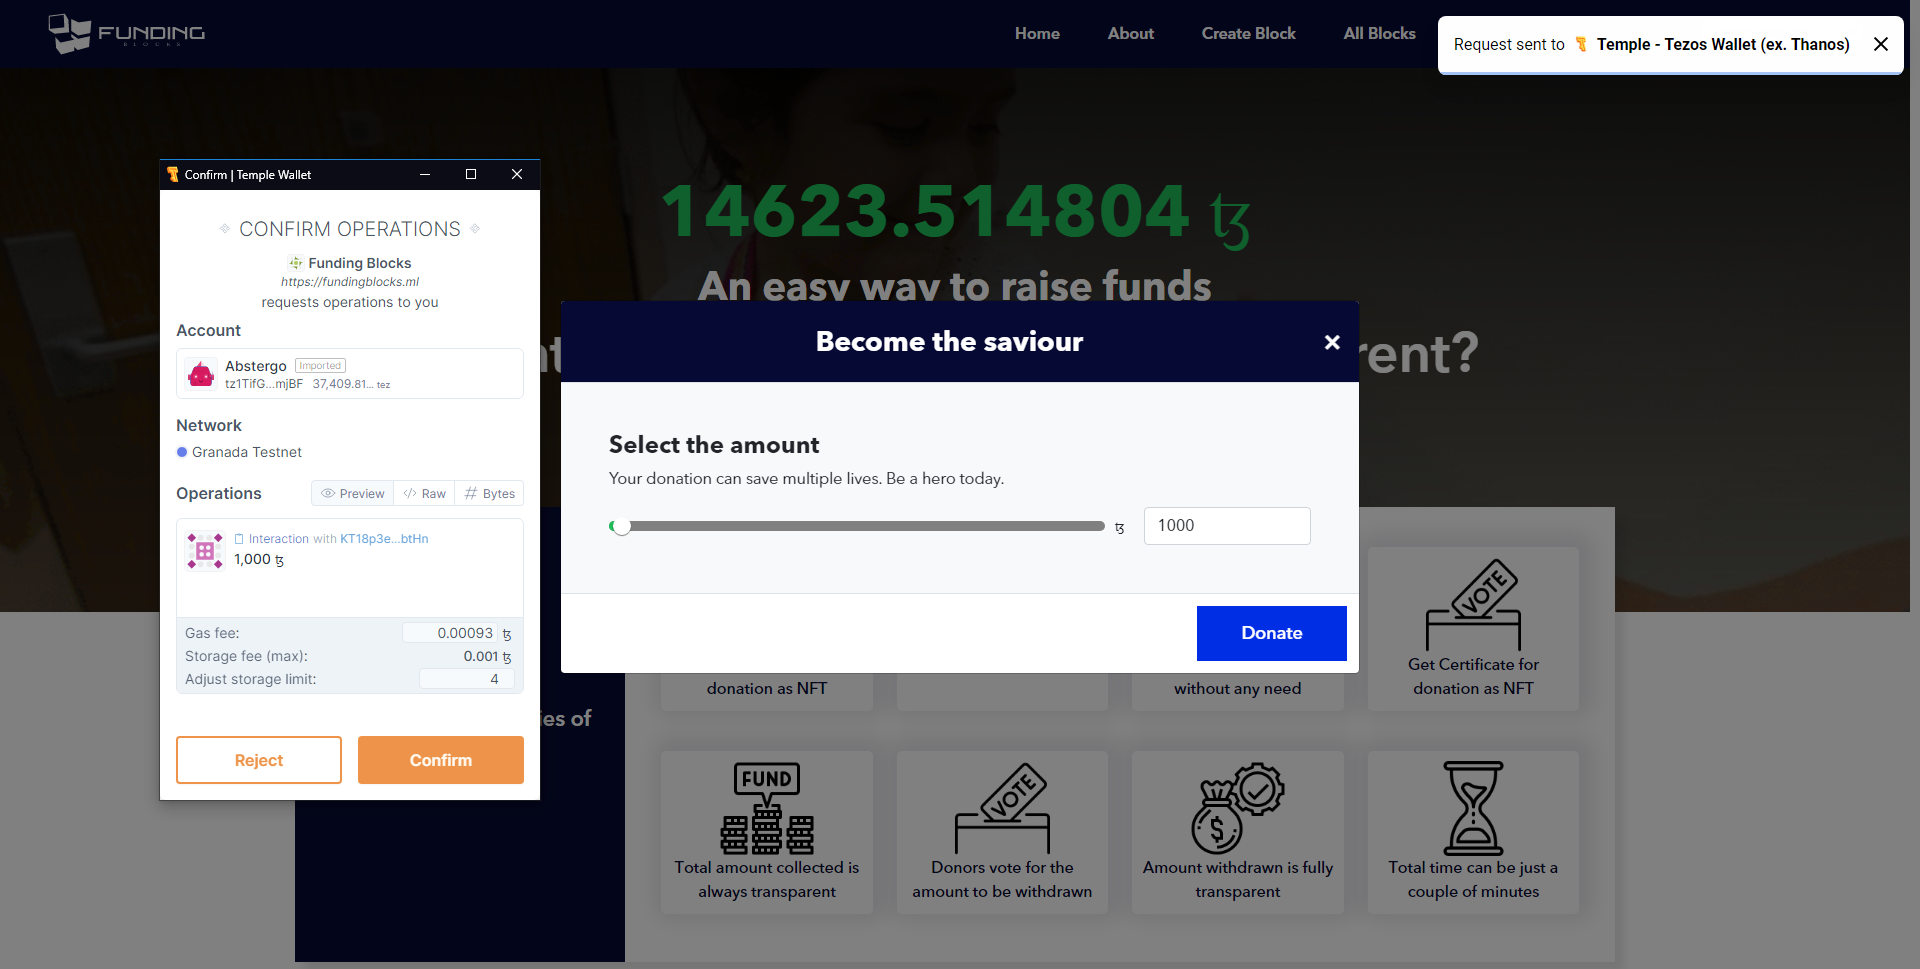 FUNDING
BLOCKS
Home
About
Create Block
All Blocks
Request sent to Temple - Tezos Wallet (ex. Thanos)
14623.514804 ꜩ
An easy way to raise funds
rent?
Confirm | Temple Wallet
CONFIRM OPERATIONS
Funding Blocks
https://fundingblocks.ml
requests operations to you
Account
Abstergo Imported
tz1TifG...mjBF 37,409.81... tez
Network
Granada Testnet
Operations
Preview
Raw
Bytes
Interaction with KT18p3e...btHn
1,000 ꜩ
Gas fee: 0.00093 ꜩ
Storage fee (max): 0.001 ꜩ
Adjust storage limit: 4
Reject
Confirm
Become the saviour
Select the amount
Your donation can save multiple lives. Be a hero today.
ꜩ 1000
Donate
ies of
donation as NFT
without any need
VOTE
Get Certificate for
donation as NFT
FUND
Total amount collected is
always transparent
VOTE
Donors vote for the
amount to be withdrawn
$
Amount withdrawn is fully
transparent
Total time can be just a
couple of minutes